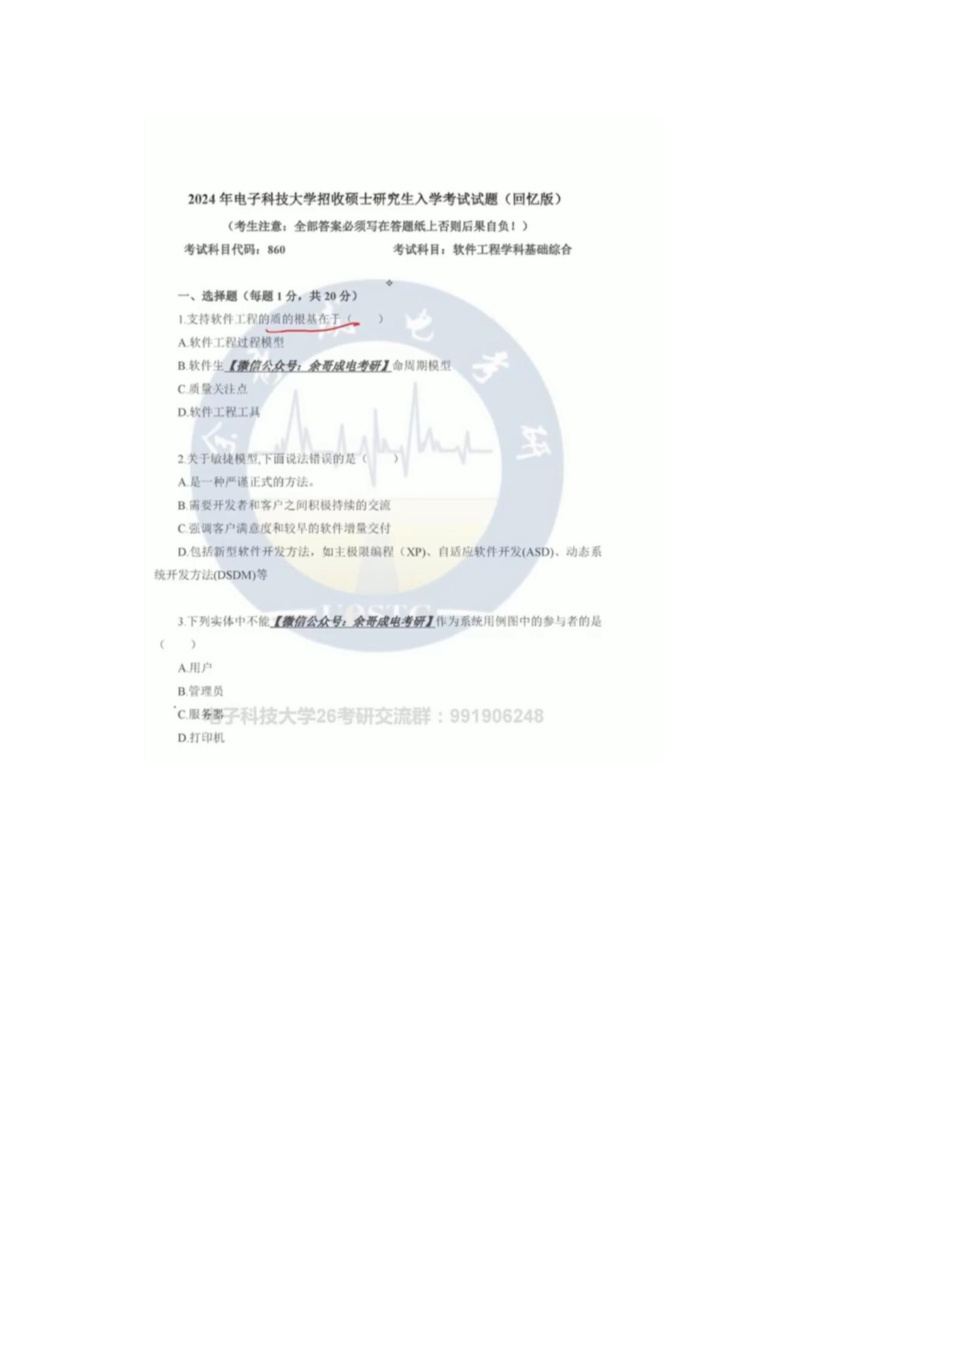 2024 年电子科技大学招收硕士研究生入学考试试题（回忆版）
（考生注意：全部答案必须写在答题纸上否则后果自负！）
考试科目代码：860 考试科目：软件工程学科基础综合
一、选择题（每题 1 分，共 20 分）
1.支持软件工程的质的根基在于（ ）
A.软件工程过程模型
B.软件生【微信公众号：余哥成电考研】命周期模型
C.质量关注点
D.软件工程工具
2.关于敏捷模型,下面说法错误的是（ ）
A.是一种严谨正式的方法。
B.需要开发者和客户之间积极持续的交流
C.强调客户满意度和较早的软件增量交付
D.包括新型软件开发方法，如主极限编程（XP)、自适应软件开发(ASD)、动态系
统开发方法(DSDM)等
3.下列实体中不能【微信公众号：余哥成电考研】作为系统用例图中的参与者的是
（ ）
A.用户
B.管理员
C.服务器
电子科技大学26考研交流群：991906248
D.打印机
余哥成电考研
UOSTC